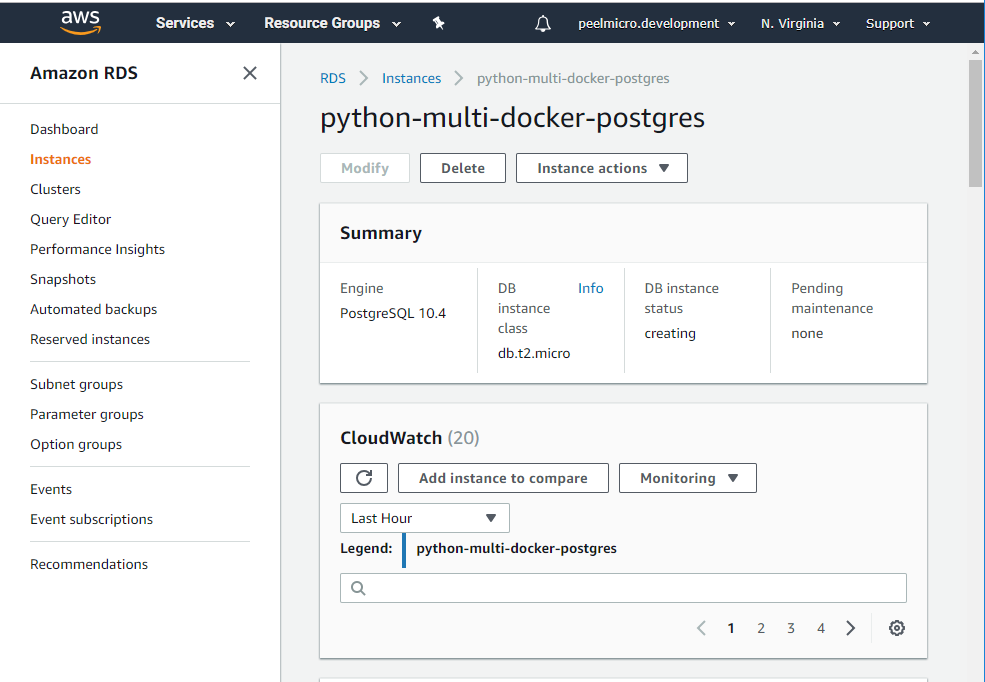 aws Services Resource Groups peelmicro.development N. Virginia Support
Amazon RDS
Dashboard
Instances
Clusters
Query Editor
Performance Insights
Snapshots
Automated backups
Reserved instances
Subnet groups
Parameter groups
Option groups
Events
Event subscriptions
Recommendations
RDS Instances python-multi-docker-postgres
python-multi-docker-postgres
Modify Delete Instance actions
Summary
Engine
PostgreSQL 10.4
DB Info
instance
class
db.t2.micro
DB instance
status
creating
Pending
maintenance
none
CloudWatch (20)
Add instance to compare Monitoring
Last Hour
Legend: python-multi-docker-postgres
1 2 3 4